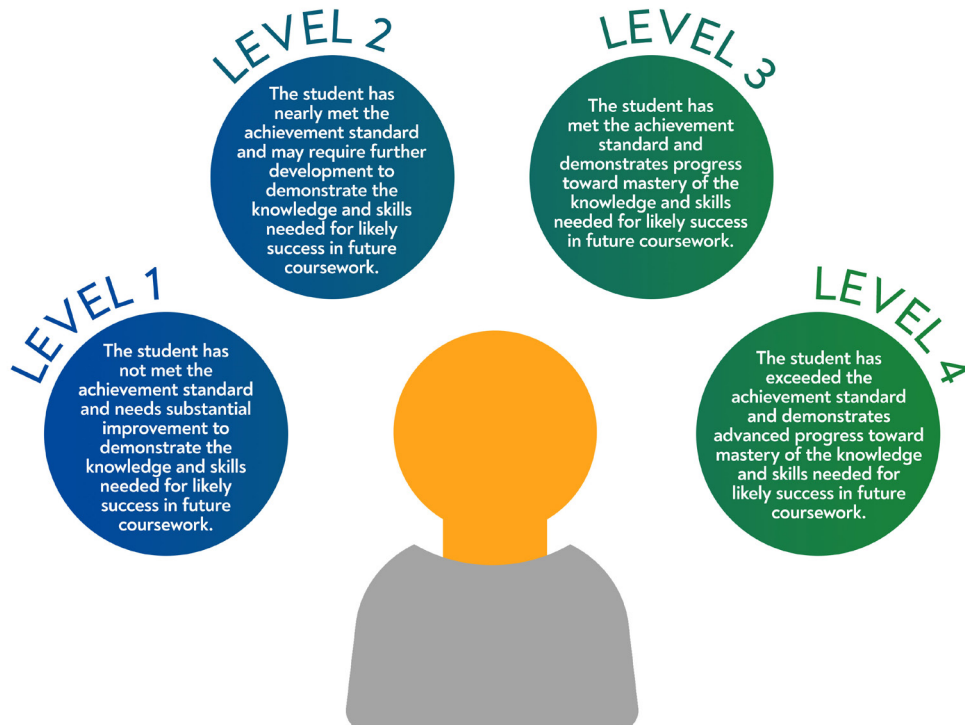 LEVEL 1
The student has
not met the
achievement standard
and needs substantial
improvement to
demonstrate the
knowledge and skills
needed for likely
success in future
coursework.
LEVEL 2
The student has
nearly met the
achievement standard
and may require further
development to
demonstrate the
knowledge and skills
needed for likely
success in future
coursework.
LEVEL 3
The student has
met the achievement
standard and
demonstrates progress
toward mastery of the
knowledge and skills
needed for likely success
in future coursework.
LEVEL 4
The student has
exceeded the
achievement standard
and demonstrates
advanced progress toward
mastery of the knowledge
and skills needed for
likely success in future
coursework.